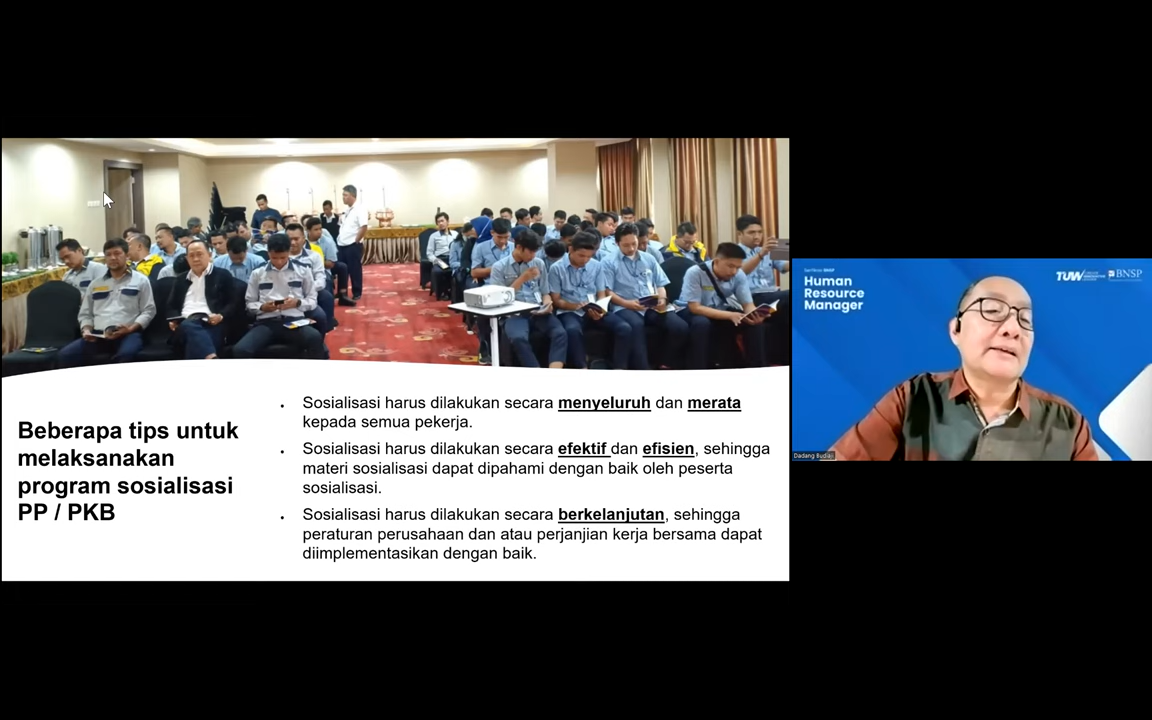 Beberapa tips untuk
melaksanakan
program sosialisasi
PP / PKB
• Sosialisasi harus dilakukan secara menyeluruh dan merata
kepada semua pekerja.
• Sosialisasi harus dilakukan secara efektif dan efisien, sehingga
materi sosialisasi dapat dipahami dengan baik oleh peserta
sosialisasi.
• Sosialisasi harus dilakukan secara berkelanjutan, sehingga
peraturan perusahaan dan atau perjanjian kerja bersama dapat
diimplementasikan dengan baik.
Sertifikasi BNSP
Human
Resource
Manager
TUW
BNSP
Dadang Budiaji